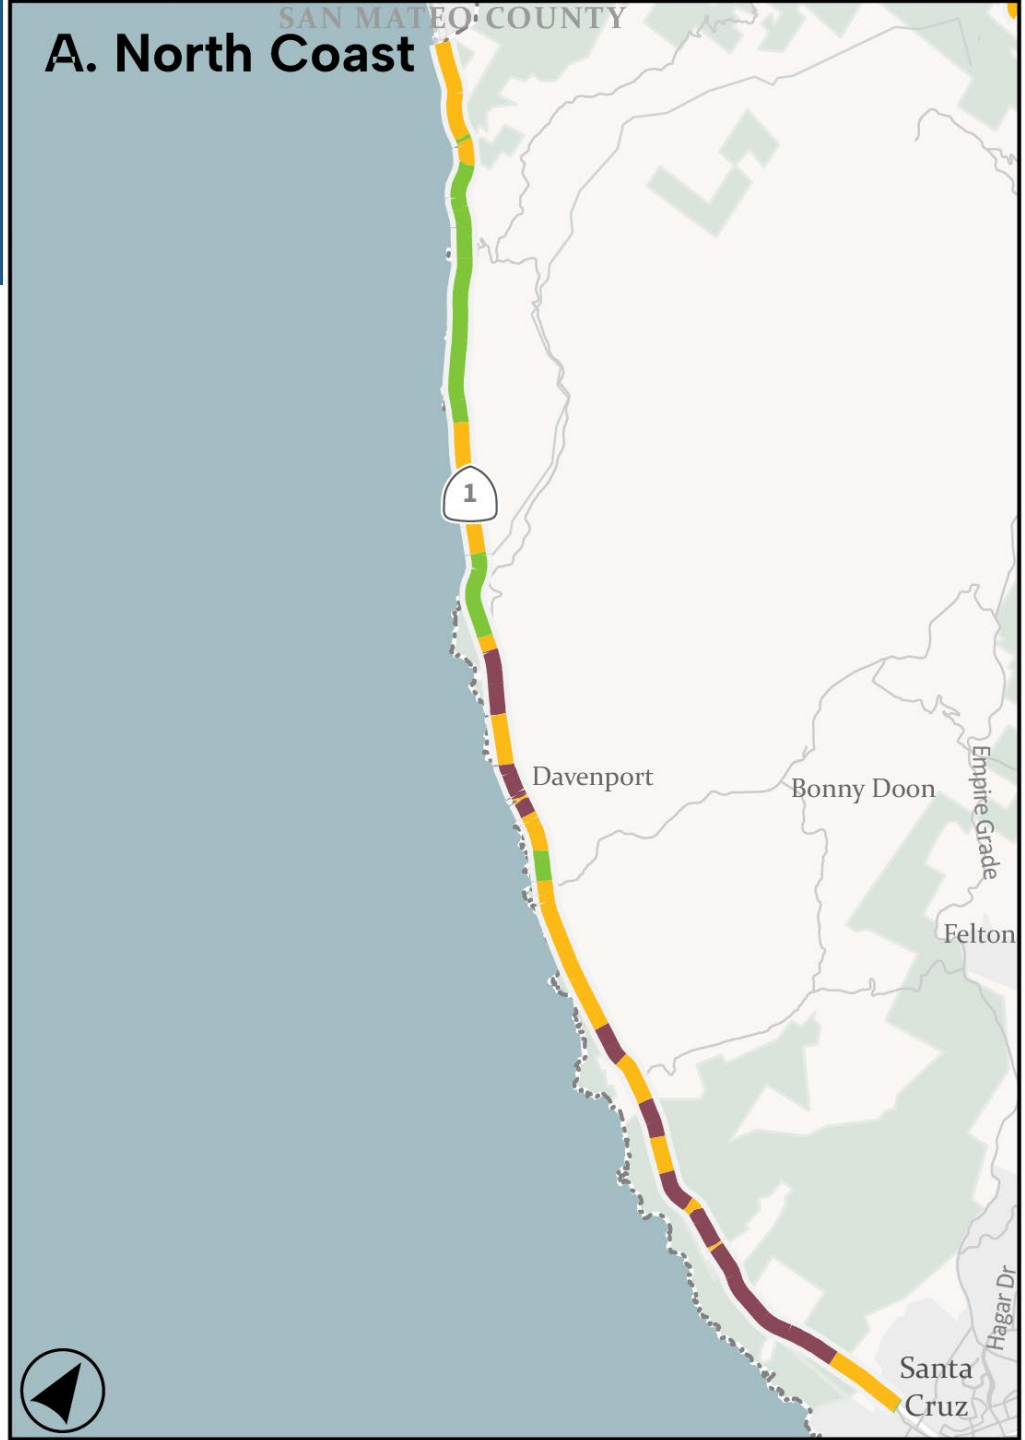 SAN MATEO COUNTY
A. North Coast
1
Davenport
Bonny Doon
Empire Grade
Felton
Hagar Dr
Santa
Cruz